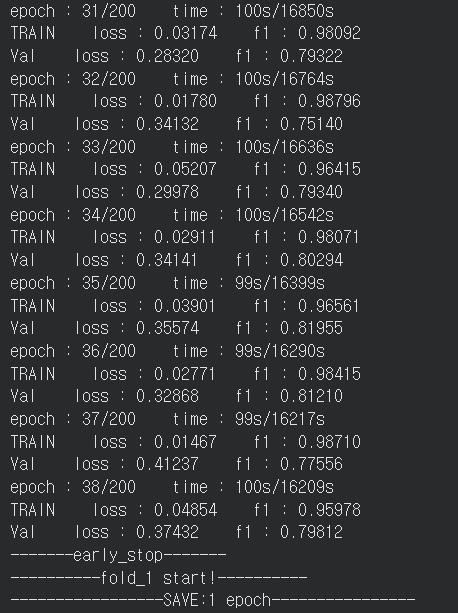 epoch : 31/200    time : 100s/16850s
TRAIN    loss : 0.03174    f1 : 0.98092
Val    loss : 0.28320    f1 : 0.79322
epoch : 32/200    time : 100s/16764s
TRAIN    loss : 0.01780    f1 : 0.98796
Val    loss : 0.34132    f1 : 0.75140
epoch : 33/200    time : 100s/16636s
TRAIN    loss : 0.05207    f1 : 0.96415
Val    loss : 0.29978    f1 : 0.79340
epoch : 34/200    time : 100s/16542s
TRAIN    loss : 0.02911    f1 : 0.98071
Val    loss : 0.34141    f1 : 0.80294
epoch : 35/200    time : 99s/16399s
TRAIN    loss : 0.03901    f1 : 0.96561
Val    loss : 0.35574    f1 : 0.81955
epoch : 36/200    time : 99s/16290s
TRAIN    loss : 0.02771    f1 : 0.98415
Val    loss : 0.32868    f1 : 0.81210
epoch : 37/200    time : 99s/16217s
TRAIN    loss : 0.01467    f1 : 0.98710
Val    loss : 0.41237    f1 : 0.77556
epoch : 38/200    time : 100s/16209s
TRAIN    loss : 0.04854    f1 : 0.95978
Val    loss : 0.37432    f1 : 0.79812
-------early_stop-------
----------fold_1 start!----------
-----------------SAVE:1 epoch----------------